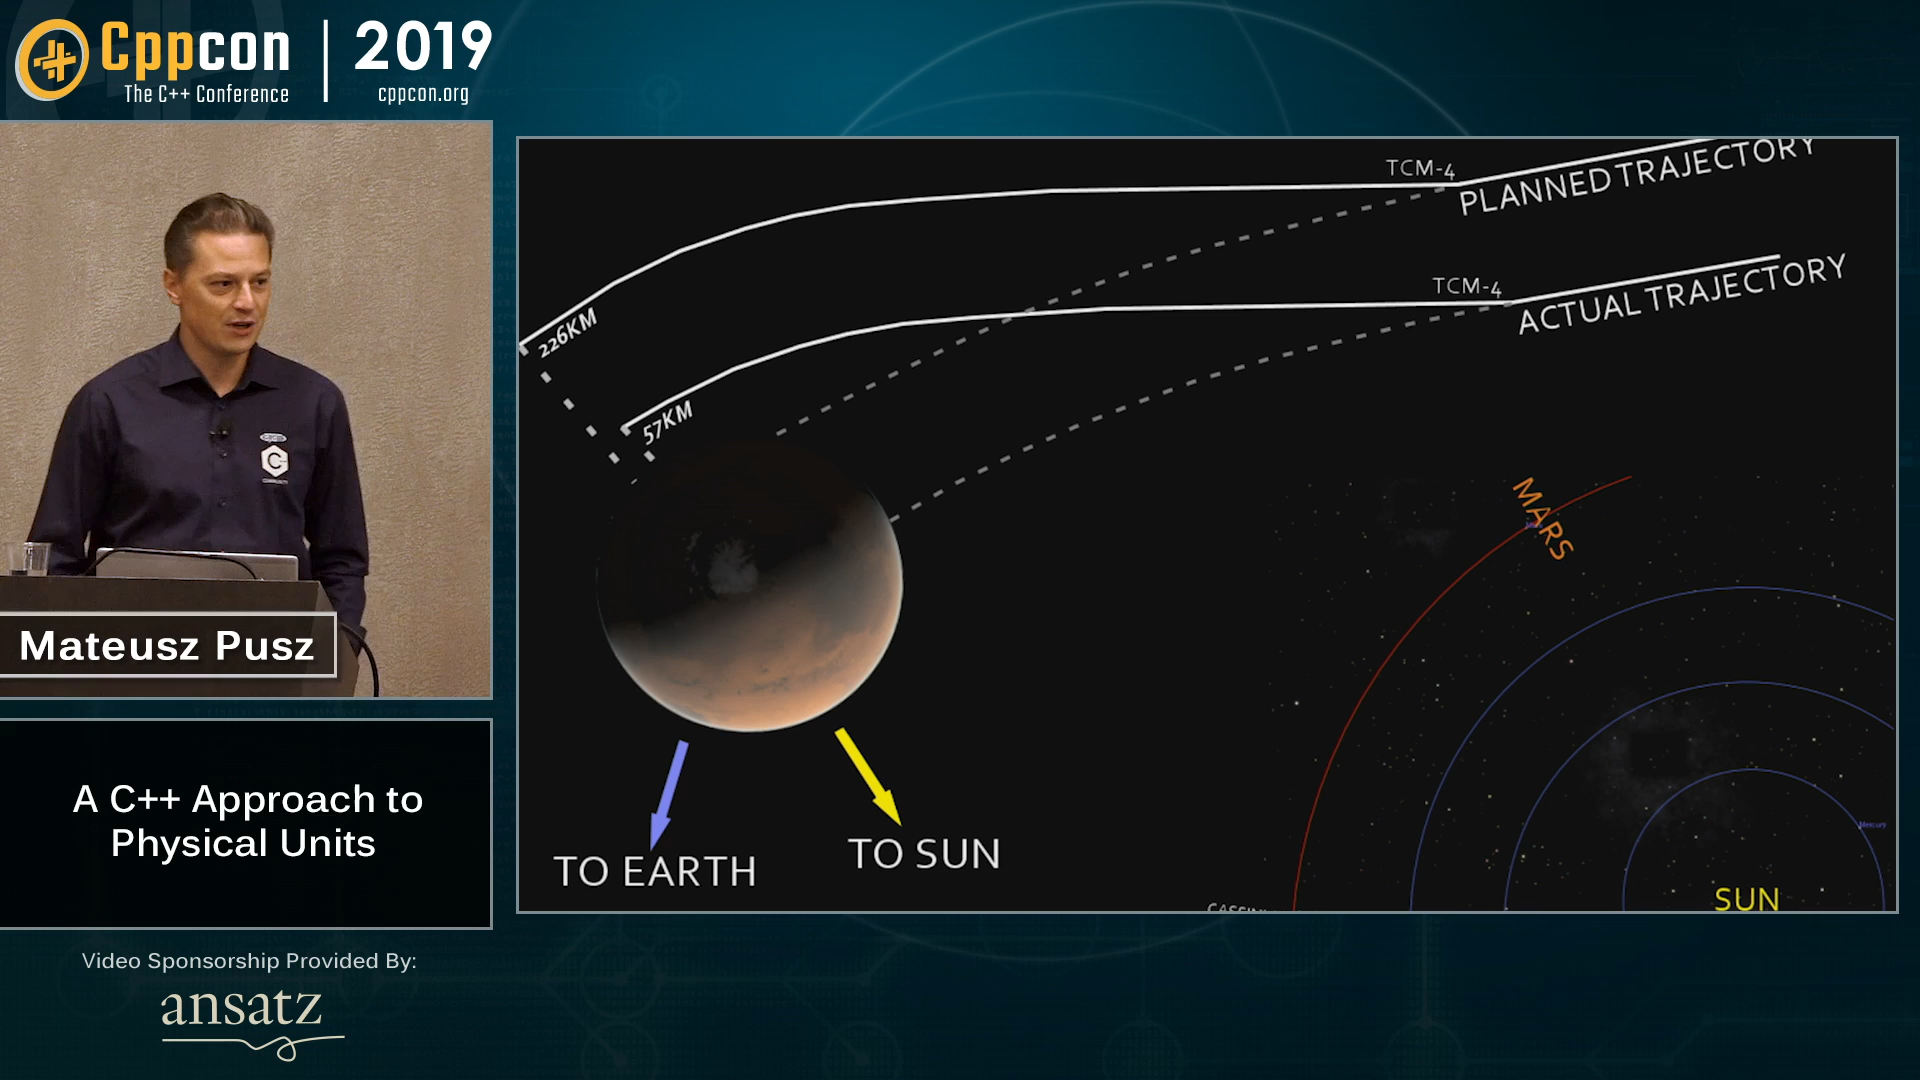 Cppcon
The C++ Conference
2019
cppcon.org
TCM-4
PLANNED TRAJECTORY
TCM-4
ACTUAL TRAJECTORY
226KM
57KM
MARS
TO EARTH
TO SUN
Mercury
SUN
Mateusz Pusz
A C++ Approach to
Physical Units
Video Sponsorship Provided By:
ansatz